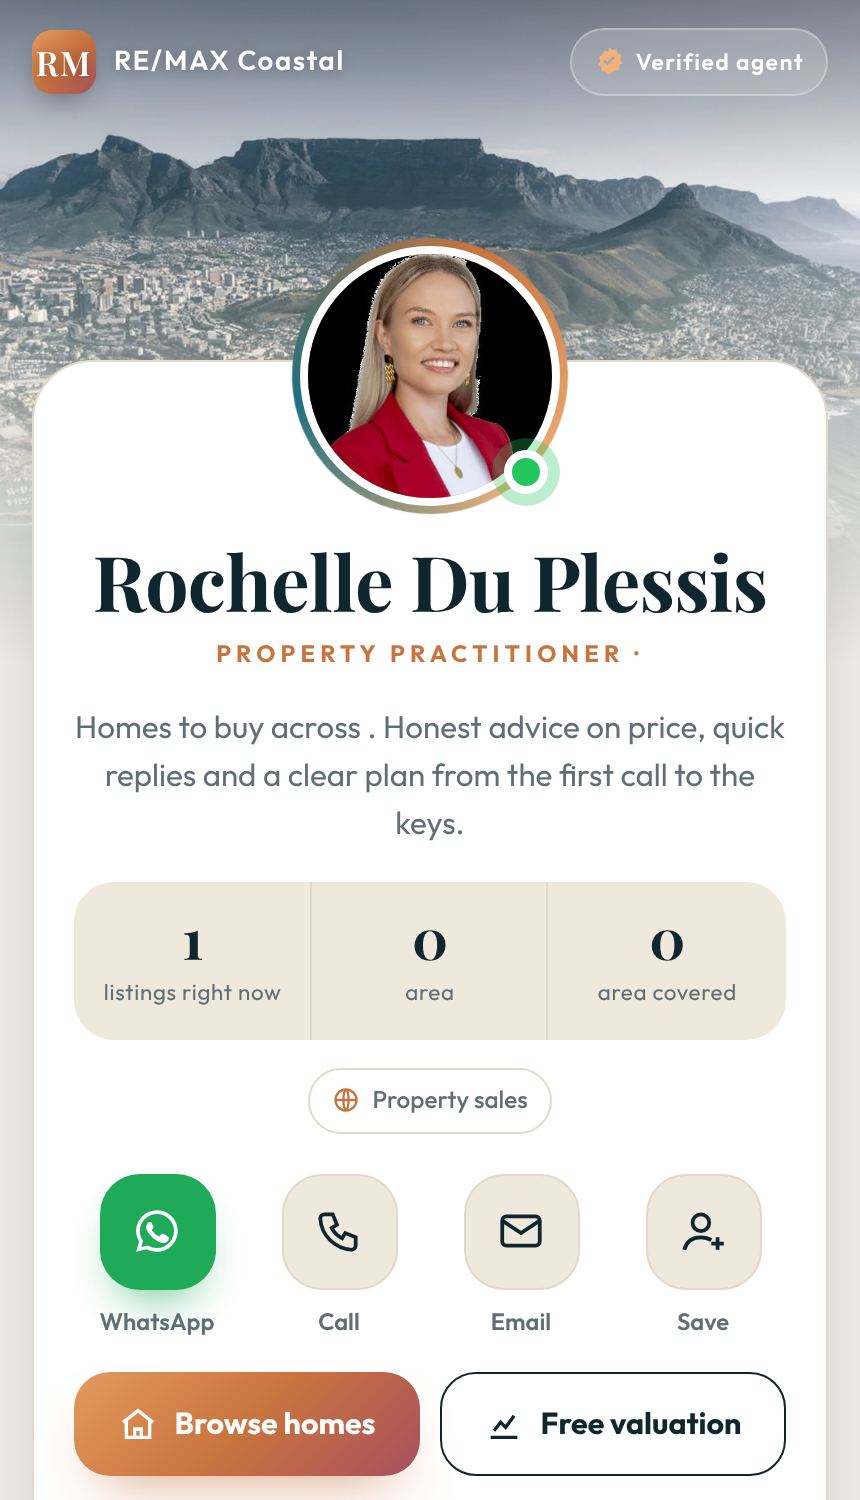 RM RE/MAX Coastal
Verified agent
Rochelle Du Plessis
PROPERTY PRACTITIONER ·
Homes to buy across . Honest advice on price, quick
replies and a clear plan from the first call to the
keys.
1
listings right now
0
area
0
area covered
Property sales
WhatsApp
Call
Email
Save
Browse homes
Free valuation